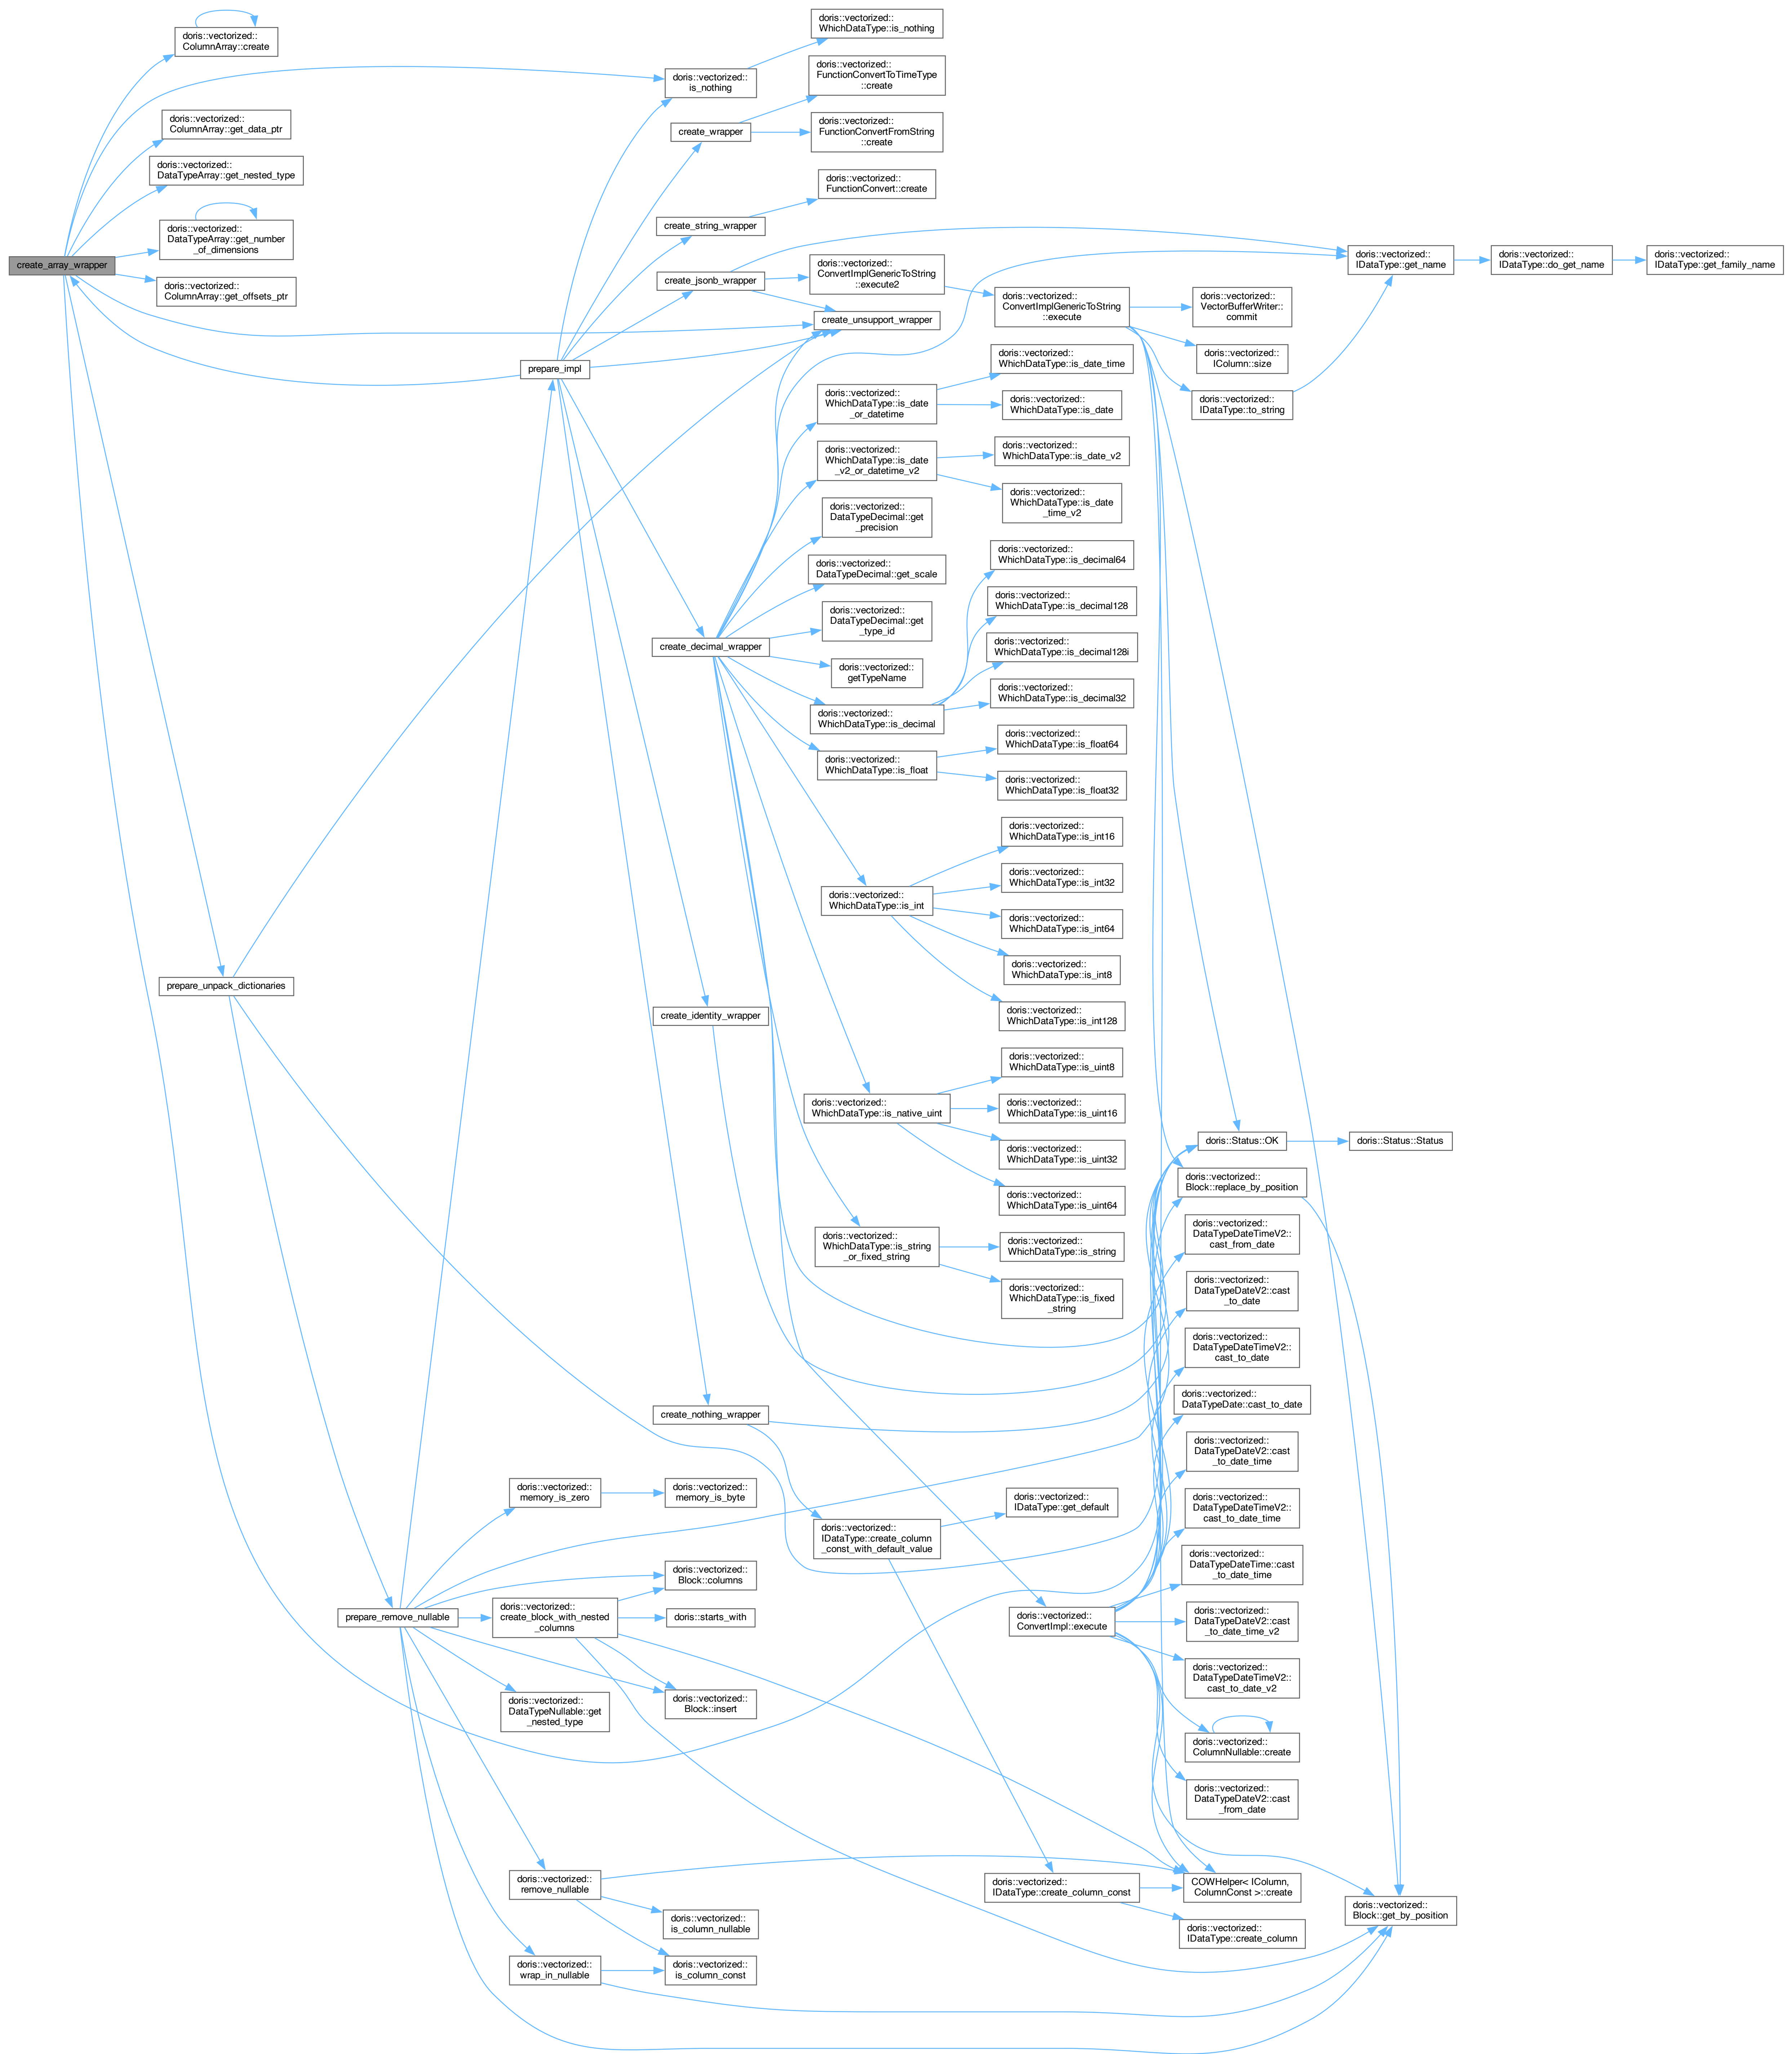 create_array_wrapper
doris::vectorized::
ColumnArray::create
doris::vectorized::
ColumnArray::get_data_ptr
doris::vectorized::
DataTypeArray::get_nested_type
doris::vectorized::
DataTypeArray::get_number
_of_dimensions
doris::vectorized::
ColumnArray::get_offsets_ptr
prepare_unpack_dictionaries
prepare_remove_nullable
prepare_impl
doris::vectorized::
memory_is_zero
doris::vectorized::
create_block_with_nested
_columns
doris::vectorized::
DataTypeNullable::get
_nested_type
doris::vectorized::
remove_nullable
doris::vectorized::
wrap_in_nullable
doris::vectorized::
is_nothing
create_wrapper
create_string_wrapper
create_jsonb_wrapper
create_decimal_wrapper
create_identity_wrapper
create_nothing_wrapper
doris::vectorized::
memory_is_byte
doris::vectorized::
Block::columns
doris::starts_with
doris::vectorized::
Block::insert
doris::vectorized::
is_column_nullable
doris::vectorized::
is_column_const
doris::vectorized::
WhichDataType::is_nothing
doris::vectorized::
FunctionConvertToTimeType
::create
doris::vectorized::
FunctionConvertFromString
::create
doris::vectorized::
FunctionConvert::create
doris::vectorized::
ConvertImplGenericToString
::execute2
create_unsupport_wrapper
doris::vectorized::
WhichDataType::is_date
_or_datetime
doris::vectorized::
WhichDataType::is_date
_v2_or_datetime_v2
doris::vectorized::
DataTypeDecimal::get
_precision
doris::vectorized::
DataTypeDecimal::get_scale
doris::vectorized::
DataTypeDecimal::get
_type_id
doris::vectorized::
getTypeName
doris::vectorized::
WhichDataType::is_decimal
doris::vectorized::
WhichDataType::is_float
doris::vectorized::
WhichDataType::is_int
doris::vectorized::
WhichDataType::is_native_uint
doris::vectorized::
WhichDataType::is_string
_or_fixed_string
doris::vectorized::
IDataType::create_column
_const_with_default_value
doris::vectorized::
ConvertImplGenericToString
::execute
doris::vectorized::
WhichDataType::is_date_time
doris::vectorized::
WhichDataType::is_date
doris::vectorized::
WhichDataType::is_date_v2
doris::vectorized::
WhichDataType::is_date
_time_v2
doris::vectorized::
WhichDataType::is_decimal64
doris::vectorized::
WhichDataType::is_decimal128
doris::vectorized::
WhichDataType::is_decimal128i
doris::vectorized::
WhichDataType::is_decimal32
doris::vectorized::
WhichDataType::is_float64
doris::vectorized::
WhichDataType::is_float32
doris::vectorized::
WhichDataType::is_int16
doris::vectorized::
WhichDataType::is_int32
doris::vectorized::
WhichDataType::is_int64
doris::vectorized::
WhichDataType::is_int8
doris::vectorized::
WhichDataType::is_int128
doris::vectorized::
WhichDataType::is_uint8
doris::vectorized::
WhichDataType::is_uint16
doris::vectorized::
WhichDataType::is_uint32
doris::vectorized::
WhichDataType::is_uint64
doris::vectorized::
WhichDataType::is_string
doris::vectorized::
WhichDataType::is_fixed
_string
doris::vectorized::
IDataType::get_default
doris::vectorized::
ConvertImpl::execute
doris::vectorized::
IDataType::create_column_const
doris::vectorized::
VectorBufferWriter::
commit
doris::vectorized::
IColumn::size
doris::vectorized::
IDataType::to_string
doris::Status::OK
doris::vectorized::
Block::replace_by_position
doris::vectorized::
DataTypeDateTimeV2::
cast_from_date
doris::vectorized::
DataTypeDateV2::cast
_to_date
doris::vectorized::
DataTypeDateTimeV2::
cast_to_date
doris::vectorized::
DataTypeDate::cast_to_date
doris::vectorized::
DataTypeDateV2::cast
_to_date_time
doris::vectorized::
DataTypeDateTimeV2::
cast_to_date_time
doris::vectorized::
DataTypeDateTime::cast
_to_date_time
doris::vectorized::
DataTypeDateV2::cast
_to_date_time_v2
doris::vectorized::
DataTypeDateTimeV2::
cast_to_date_v2
doris::vectorized::
ColumnNullable::create
doris::vectorized::
DataTypeDateV2::cast
_from_date
COWHelper< IColumn,
ColumnConst >::create
doris::vectorized::
IDataType::create_column
doris::vectorized::
IDataType::get_name
doris::vectorized::
IDataType::do_get_name
doris::vectorized::
IDataType::get_family_name
doris::Status::Status
doris::vectorized::
Block::get_by_position